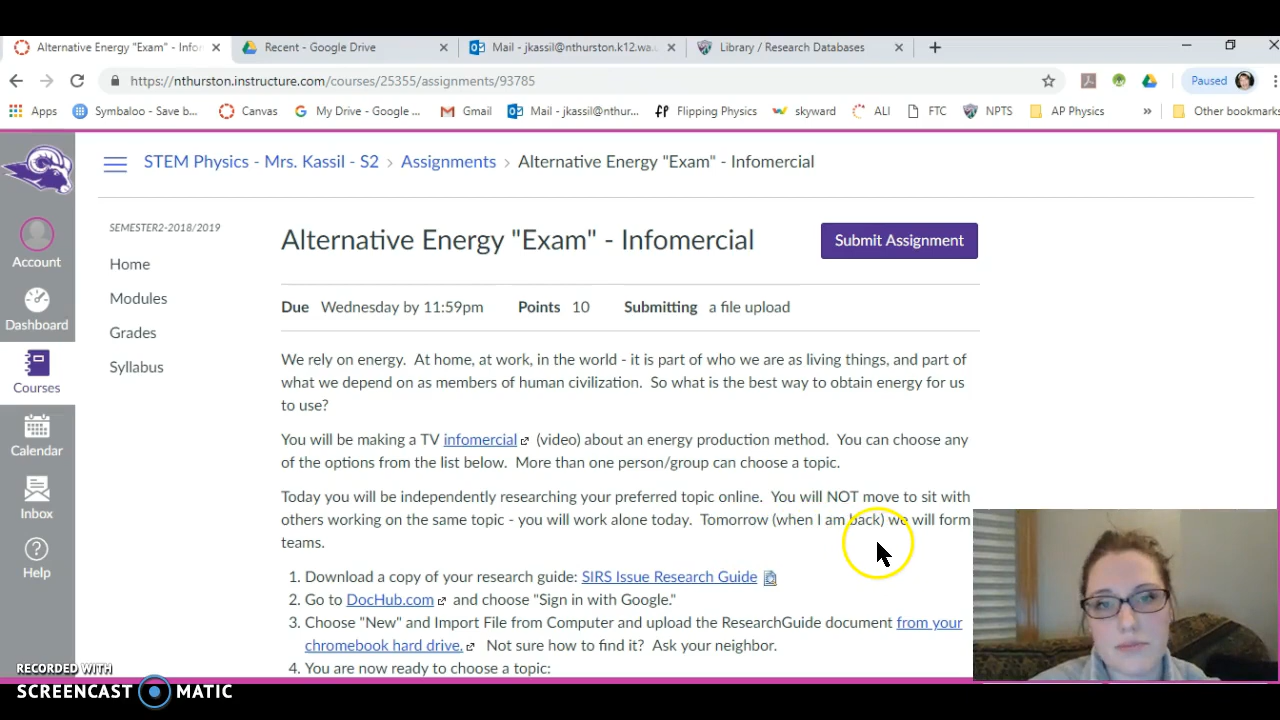 Alternative Energy "Exam" - Info
Recent - Google Drive
Mail - jkassil@nthurston.k12.wa.
Library / Research Databases
https://nthurston.instructure.com/courses/25355/assignments/93785
Paused
Apps
Symbaloo - Save b...
Canvas
My Drive - Google ...
Gmail
Mail - jkassil@nthur...
Flipping Physics
skyward
ALI
FTC
NPTS
AP Physics
»
Other bookmarks
STEM Physics - Mrs. Kassil - S2 > Assignments > Alternative Energy "Exam" - Infomercial
SEMESTER2-2018/2019
Home
Modules
Grades
Syllabus
Account
Dashboard
Courses
Calendar
Inbox
Help
Alternative Energy "Exam" - Infomercial
Submit Assignment
Due Wednesday by 11:59pm Points 10 Submitting a file upload
We rely on energy. At home, at work, in the world - it is part of who we are as living things, and part of
what we depend on as members of human civilization. So what is the best way to obtain energy for us
to use?
You will be making a TV infomercial (video) about an energy production method. You can choose any
of the options from the list below. More than one person/group can choose a topic.
Today you will be independently researching your preferred topic online. You will NOT move to sit with
others working on the same topic - you will work alone today. Tomorrow (when I am back) we will form
teams.
1. Download a copy of your research guide: SIRS Issue Research Guide
2. Go to DocHub.com and choose "Sign in with Google."
3. Choose "New" and Import File from Computer and upload the ResearchGuide document from your
chromebook hard drive. Not sure how to find it? Ask your neighbor.
4. You are now ready to choose a topic:
RECORDED WITH
SCREENCAST MATIC